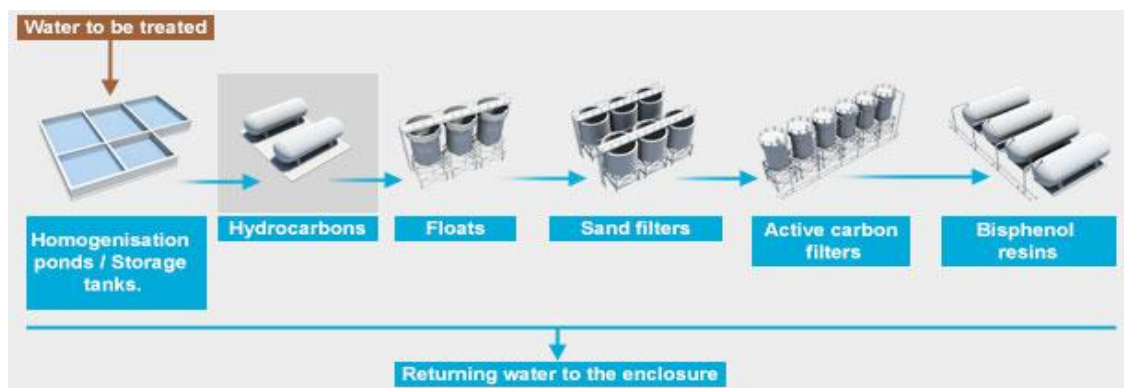 Water to be treated
Hydrocarbons
Floats
Sand filters
Homogenisation
ponds / Storage
tanks.
Active carbon
filters
Bisphenol
resins
Returning water to the enclosure